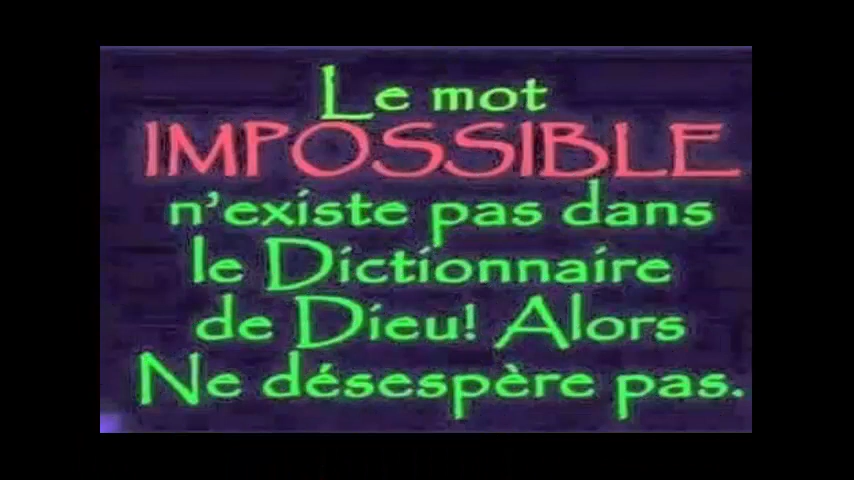 Le mot
IMPOSSIBLE
n'existe pas dans
le Dictionnaire
de Dieu! Alors
Ne désespère pas.